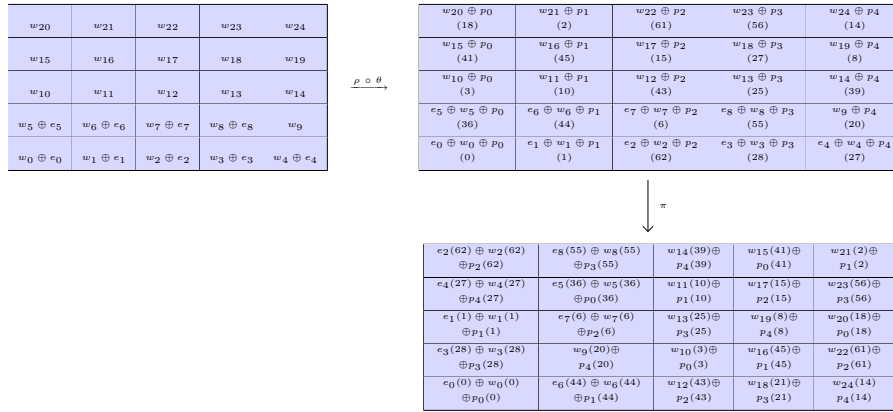 w20 w21 w22 w23 w24
w15 w16 w17 w18 w19
w10 w11 w12 w13 w14
w5 ⊕ e5 w6 ⊕ e6 w7 ⊕ e7 w8 ⊕ e8 w9
w0 ⊕ e0 w1 ⊕ e1 w2 ⊕ e2 w3 ⊕ e3 w4 ⊕ e4
ρ ∘ θ
w20 ⊕ p0 w21 ⊕ p1 w22 ⊕ p2 w23 ⊕ p3 w24 ⊕ p4
(18) (2) (61) (56) (14)
w15 ⊕ p0 w16 ⊕ p1 w17 ⊕ p2 w18 ⊕ p3 w19 ⊕ p4
(41) (45) (15) (27) (8)
w10 ⊕ p0 w11 ⊕ p1 w12 ⊕ p2 w13 ⊕ p3 w14 ⊕ p4
(3) (10) (43) (25) (39)
e5 ⊕ w5 ⊕ p0 e6 ⊕ w6 ⊕ p1 e7 ⊕ w7 ⊕ p2 e8 ⊕ w8 ⊕ p3 w9 ⊕ p4
(36) (44) (6) (55) (20)
e0 ⊕ w0 ⊕ p0 e1 ⊕ w1 ⊕ p1 e2 ⊕ w2 ⊕ p2 e3 ⊕ w3 ⊕ p3 e4 ⊕ w4 ⊕ p4
(0) (1) (62) (28) (27)
π
e2(62) ⊕ w2(62) e8(55) ⊕ w8(55) w14(39)⊕ w15(41)⊕ w21(2)⊕
⊕p2(62) ⊕p3(55) p4(39) p0(41) p1(2)
e4(27) ⊕ w4(27) e5(36) ⊕ w5(36) w11(10)⊕ w17(15)⊕ w23(56)⊕
⊕p4(27) ⊕p0(36) p1(10) p2(15) p3(56)
e1(1) ⊕ w1(1) e7(6) ⊕ w7(6) w13(25)⊕ w19(8)⊕ w20(18)⊕
⊕p1(1) ⊕p2(6) p3(25) p4(8) p0(18)
e3(28) ⊕ w3(28) w9(20)⊕ w10(3)⊕ w16(45)⊕ w22(61)⊕
⊕p3(28) p4(20) p0(3) p1(45) p2(61)
e0(0) ⊕ w0(0) e6(44) ⊕ w6(44) w12(43)⊕ w18(21)⊕ w24(14)
⊕p0(0) ⊕p1(44) p2(43) p3(21) p4(14)